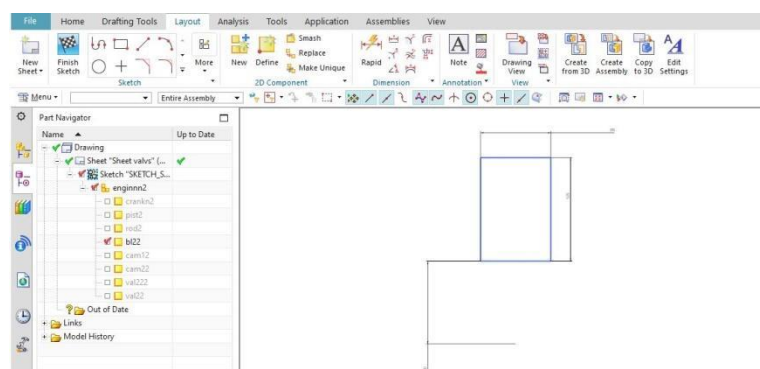 File Home Drafting Tools Layout Analysis Tools Application Assemblies View
New Sheet Finish Sketch More New Define Smash Replace Make Unique Rapid Note Drawing View Create from 3D Create Assembly Copy to 3D Edit Settings
Sketch 2D Component Dimension Annotation View
Menu Entire Assembly
Part Navigator
Name Up to Date
Drawing
Sheet "Sheet valvs" (...
Sketch "SKETCH_S...
enginnn2
crankn2
pist2
rod2
bl22
cam12
cam22
val222
val22
Out of Date
Links
Model History